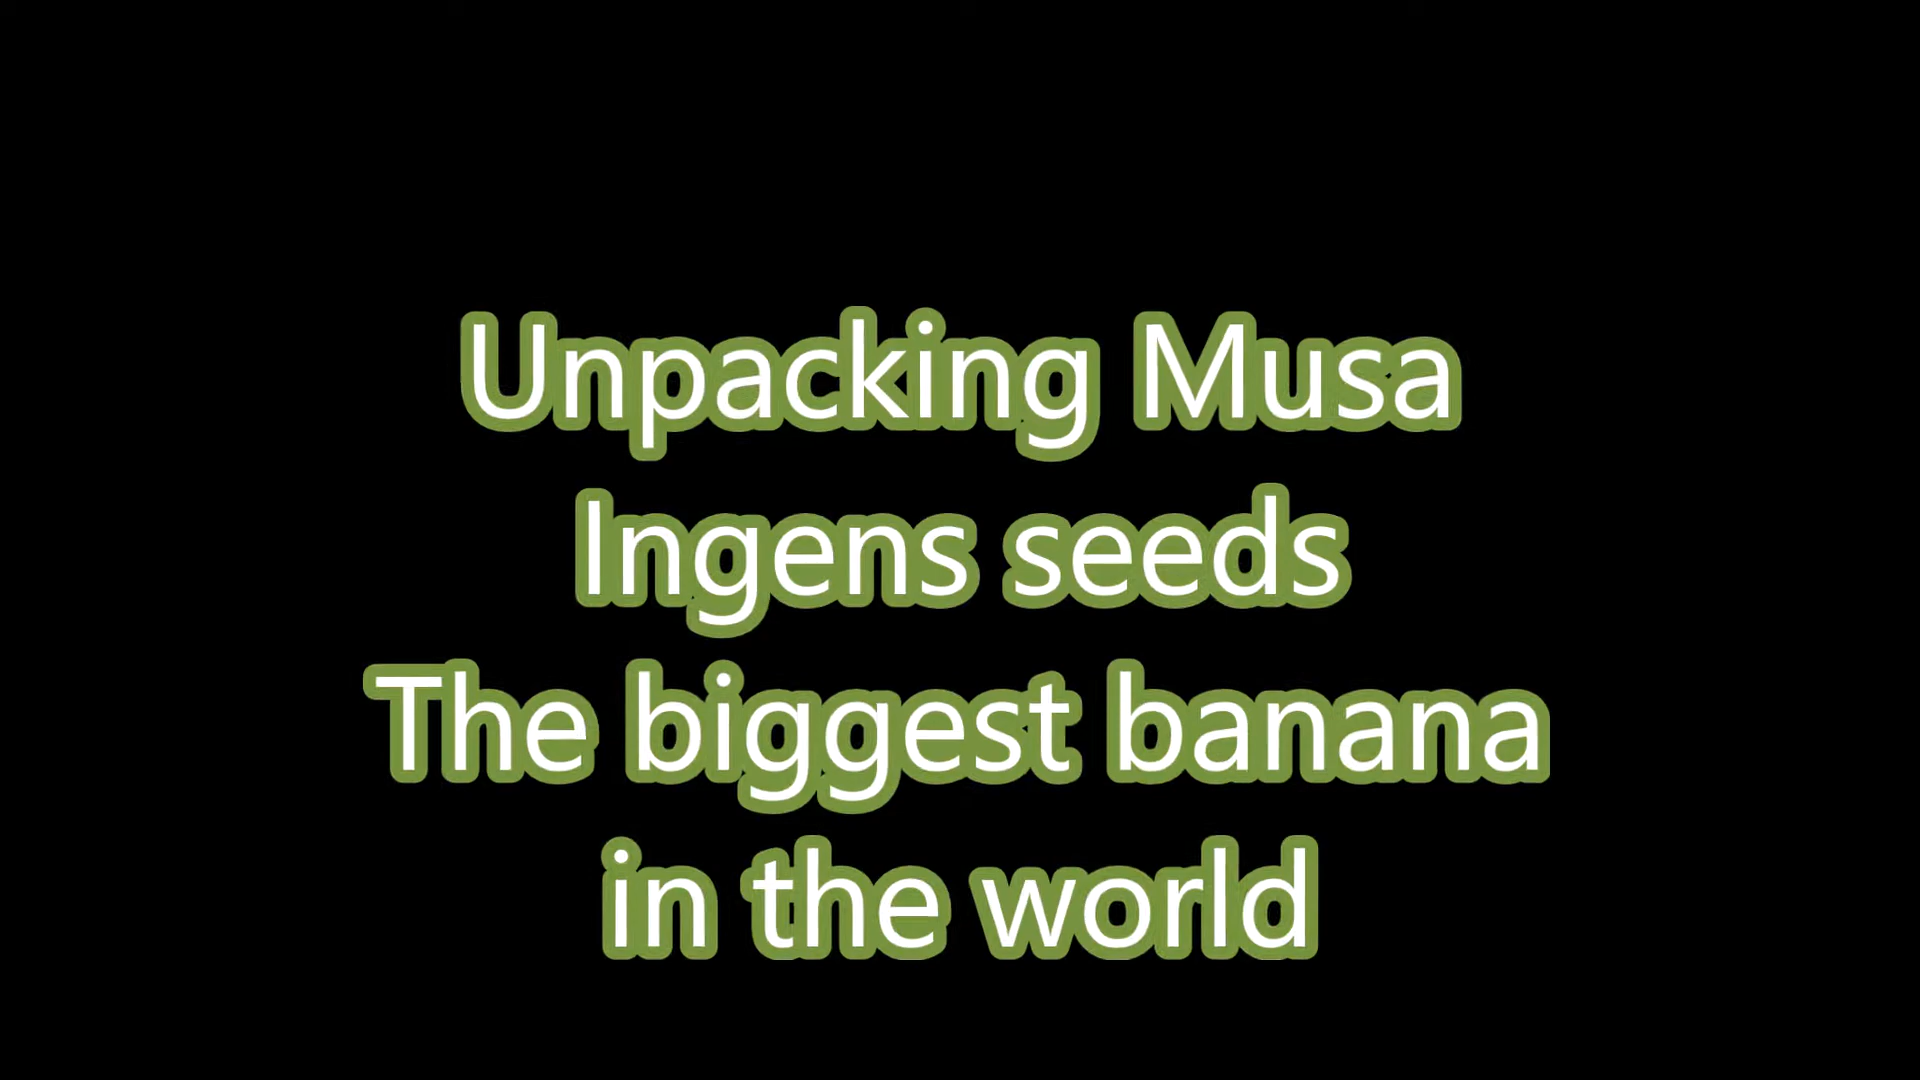 Unpacking Musa
Ingens seeds
The biggest banana
in the world